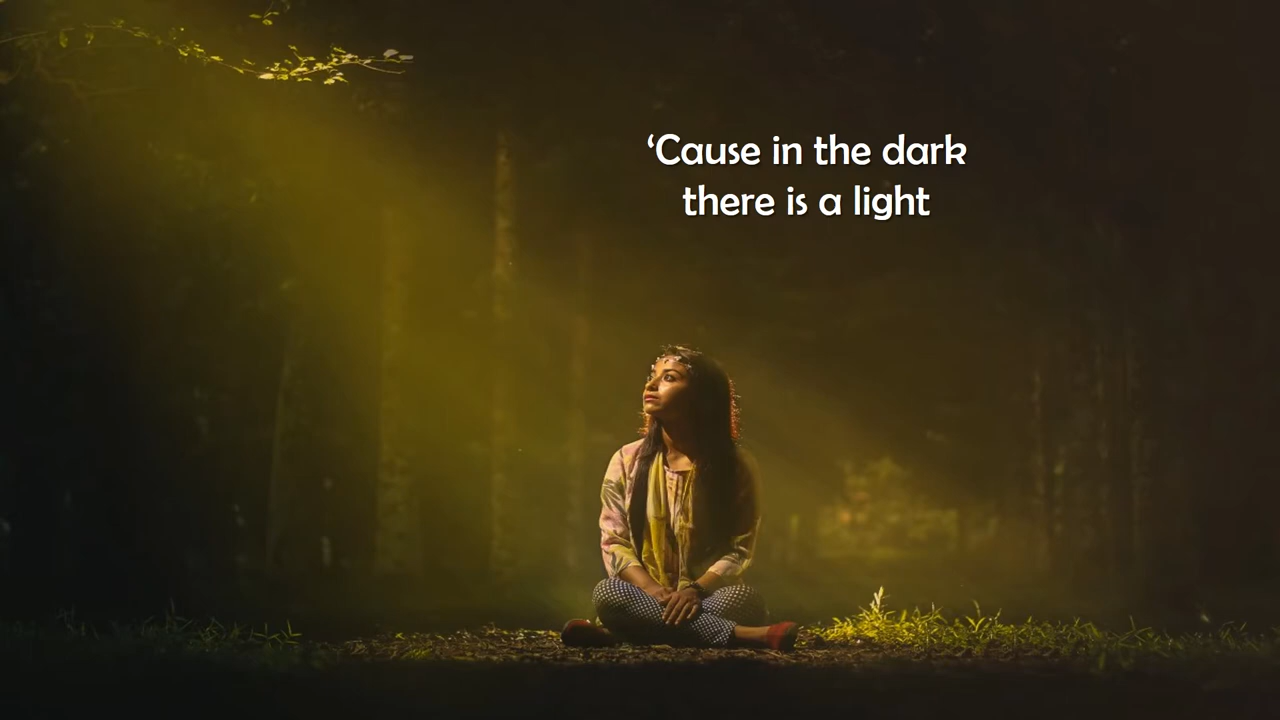 ‘Cause in the dark
there is a light